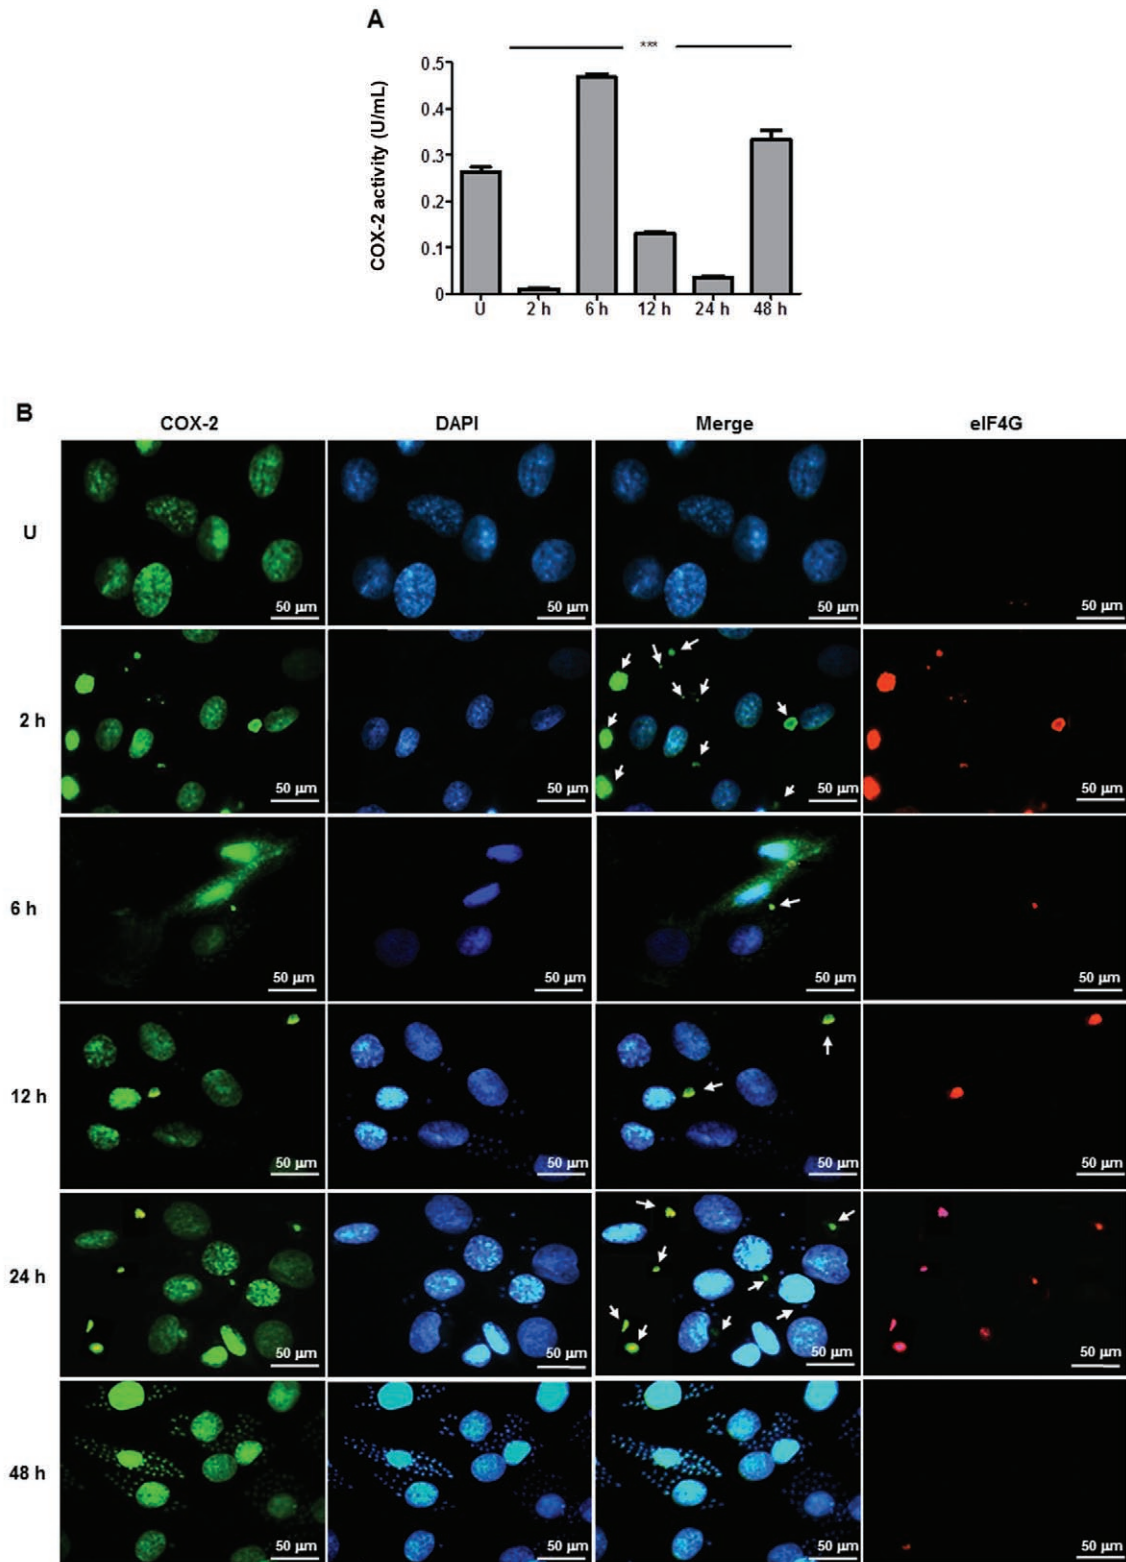 A
***
COX-2 activity (U/mL)
0.5
0.4
0.3
0.2
0.1
0
U 2 h 6 h 12 h 24 h 48 h
B
COX-2 DAPI Merge eIF4G
U
50 µm 50 µm 50 µm 50 µm
2 h
50 µm 50 µm 50 µm 50 µm
6 h
50 µm 50 µm 50 µm 50 µm
12 h
50 µm 50 µm 50 µm 50 µm
24 h
50 µm 50 µm 50 µm 50 µm
48 h
50 µm 50 µm 50 µm 50 µm